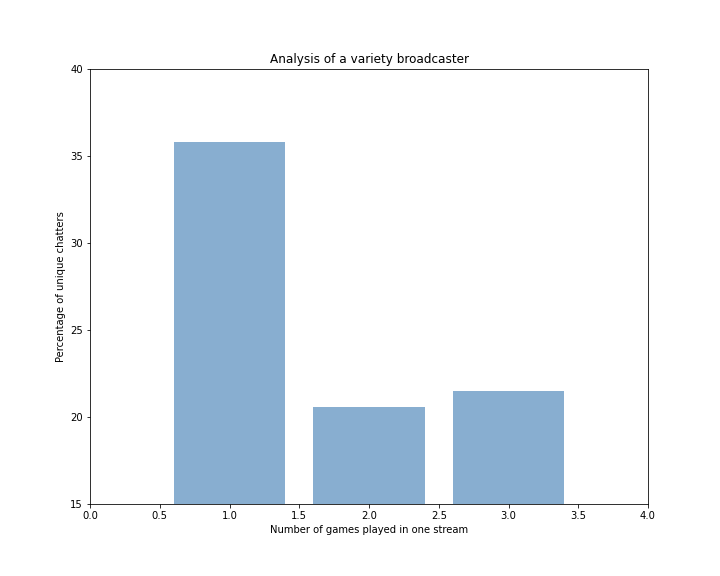 Analysis of a variety broadcaster
40
35
30
25
20
15
Percentage of unique chatters
0.0 0.5 1.0 1.5 2.0 2.5 3.0 3.5 4.0
Number of games played in one stream